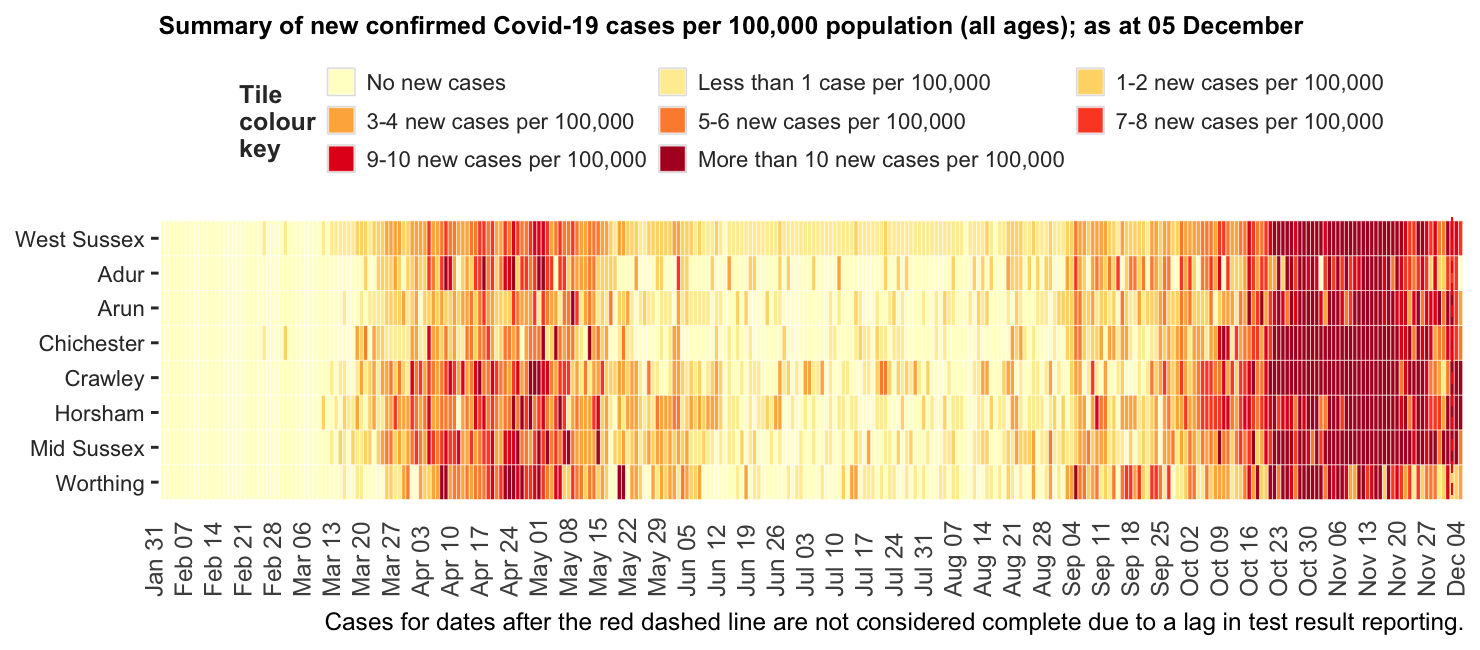 Summary of new confirmed Covid-19 cases per 100,000 population (all ages); as at 05 December
Tile
colour
key
No new cases
Less than 1 case per 100,000
1-2 new cases per 100,000
3-4 new cases per 100,000
5-6 new cases per 100,000
7-8 new cases per 100,000
9-10 new cases per 100,000
More than 10 new cases per 100,000
West Sussex
Adur
Arun
Chichester
Crawley
Horsham
Mid Sussex
Worthing
Jan 31
Feb 07
Feb 14
Feb 21
Feb 28
Mar 06
Mar 13
Mar 20
Mar 27
Apr 03
Apr 10
Apr 17
Apr 24
May 01
May 08
May 15
May 22
May 29
Jun 05
Jun 12
Jun 19
Jun 26
Jul 03
Jul 10
Jul 17
Jul 24
Jul 31
Aug 07
Aug 14
Aug 21
Aug 28
Sep 04
Sep 11
Sep 18
Sep 25
Oct 02
Oct 09
Oct 16
Oct 23
Oct 30
Nov 06
Nov 13
Nov 20
Nov 27
Dec 04
Cases for dates after the red dashed line are not considered complete due to a lag in test result reporting.